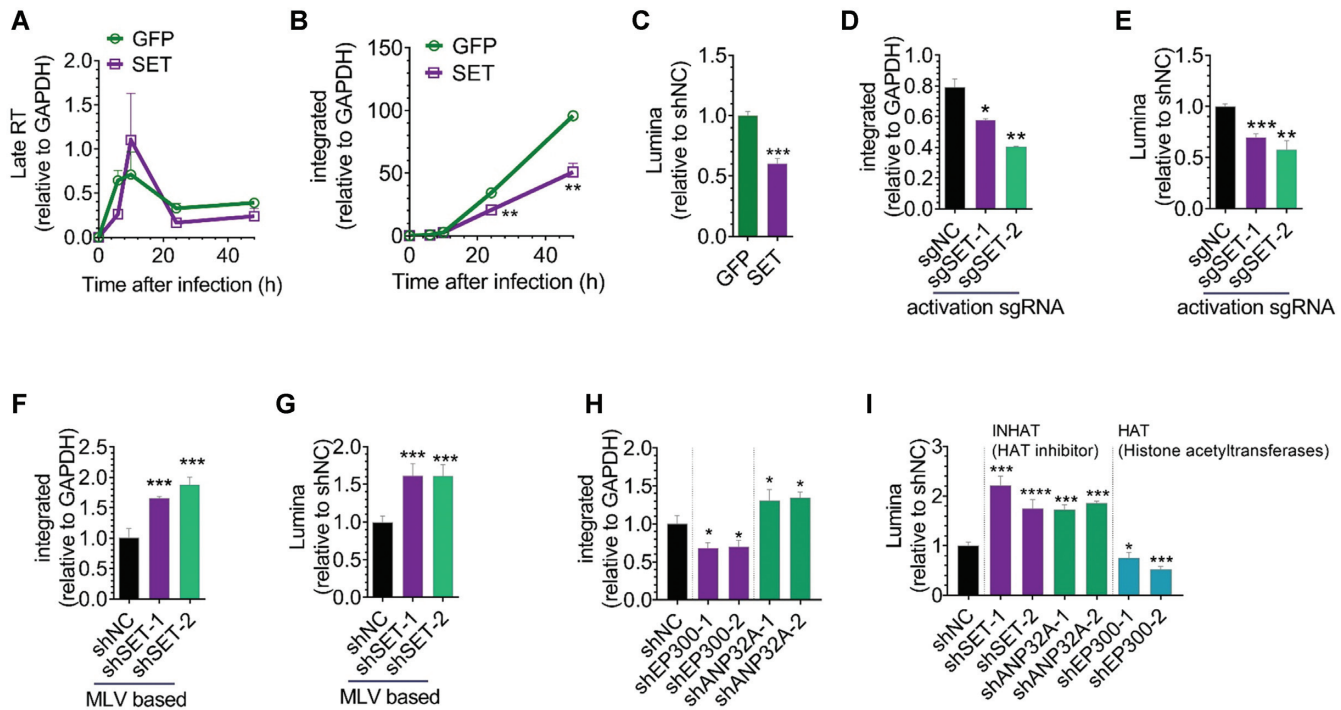 A
GFP
SET
Late RT
(relative to GAPDH)
2.0
1.5
1.0
0.5
0.0
0
20
40
Time after infection (h)
B
GFP
SET
integrated
(relative to GAPDH)
150
100
50
0
**
**
0
20
40
Time after infection (h)
C
Lumina
(relative to shNC)
1.5
1.0
0.5
0.0
***
GFP
SET
D
integrated
(relative to GAPDH)
1.0
0.8
0.6
0.4
0.2
0.0
*
**
sgNC
sgSET-1
sgSET-2
activation sgRNA
E
Lumina
(relative to shNC)
1.5
1.0
0.5
0.0
***
**
sgNC
sgSET-1
sgSET-2
activation sgRNA
F
integrated
(relative to GAPDH)
2.5
2.0
1.5
1.0
0.5
0.0
***
***
shNC
shSET-1
shSET-2
MLV based
G
Lumina
(relative to shNC)
2.0
1.5
1.0
0.5
0.0
***
***
shNC
shSET-1
shSET-2
MLV based
H
integrated
(relative to GAPDH)
2.0
1.5
1.0
0.5
0.0
*
*
*
*
shNC
shEP300-1
shEP300-2
shANP32A-1
shANP32A-2
I
Lumina
(relative to shNC)
3
2
1
0
INHAT
(HAT inhibitor)
HAT
(Histone acetyltransferases)
***
****
***
***
*
***
shNC
shSET-1
shSET-2
shANP32A-1
shANP32A-2
shEP300-1
shEP300-2